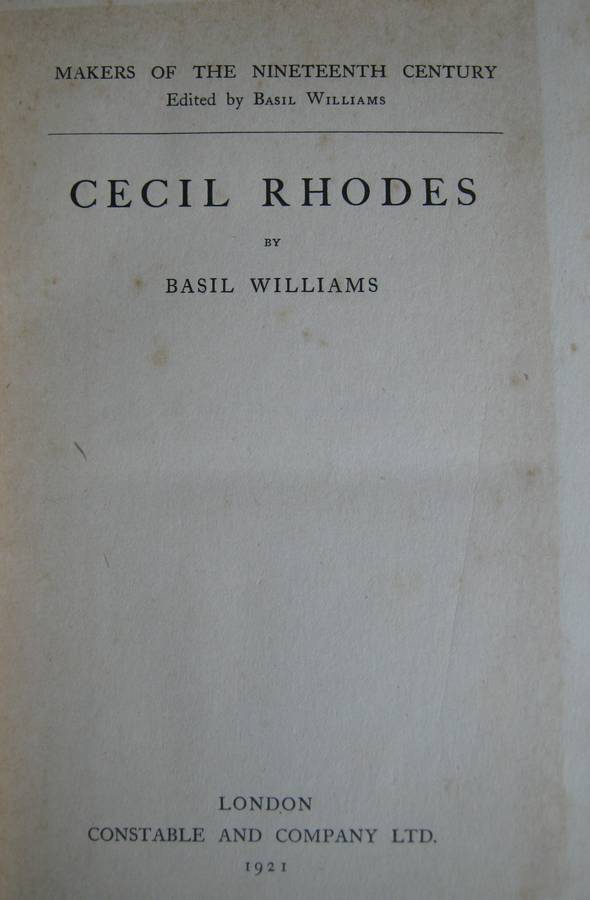 MAKERS OF THE NINETEENTH CENTURY
Edited by BASIL WILLIAMS
CECIL RHODES
BY
BASIL WILLIAMS
LONDON
CONSTABLE AND COMPANY LTD.
1921